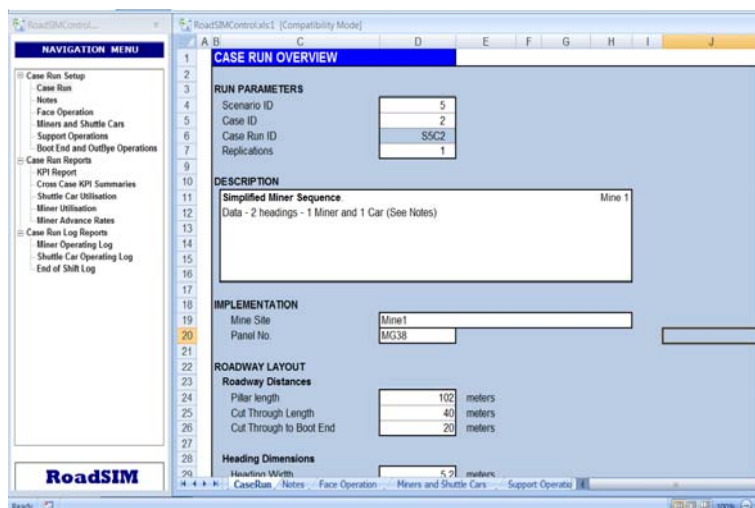 RoadSIMControl...
RoadSIMControl.xls:1 [Compatibility Mode]
NAVIGATION MENU
Case Run Setup
Case Run
Notes
Face Operation
Miners and Shuttle Cars
Support Operations
Boot End and OutBye Operations
Case Run Reports
KPI Report
Cross Case KPI Summaries
Shuttle Car Utilisation
Miner Utilisation
Miner Advance Rates
Case Run Log Reports
Miner Operating Log
Shuttle Car Operating Log
End of Shift Log
RoadSIM
A B C D E F G H I J
1 CASE RUN OVERVIEW
2
3 RUN PARAMETERS
4 Scenario ID 5
5 Case ID 2
6 Case Run ID S5C2
7 Replications 1
9
10 DESCRIPTION
11 Simplified Miner Sequence Mine 1
12 Data - 2 headings - 1 Miner and 1 Car (See Notes)
13
14
15
16
17
18 IMPLEMENTATION
19 Mine Site Mine1
20 Panel No. MG38
21
22 ROADWAY LAYOUT
23 Roadway Distances
24 Pillar length 102 meters
25 Cut Through Length 40 meters
26 Cut Through to Boot End 20 meters
27
28 Heading Dimensions
29 Heading Width 5.2 meters
CaseRun Notes Face Operation Miners and Shuttle Cars Support Operatio
Ready 100%